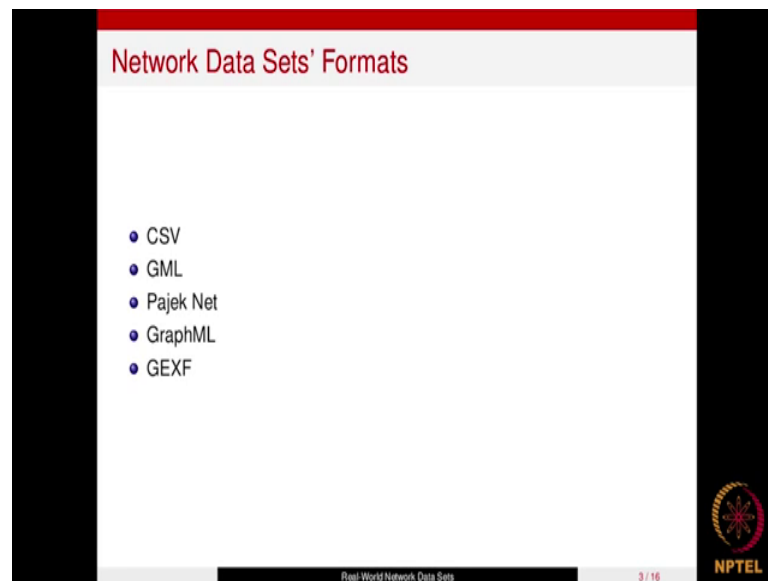 Network Data Sets' Formats
CSV
GML
Pajek Net
GraphML
GEXF
Real-World Network Data Sets
3 / 16
NPTEL